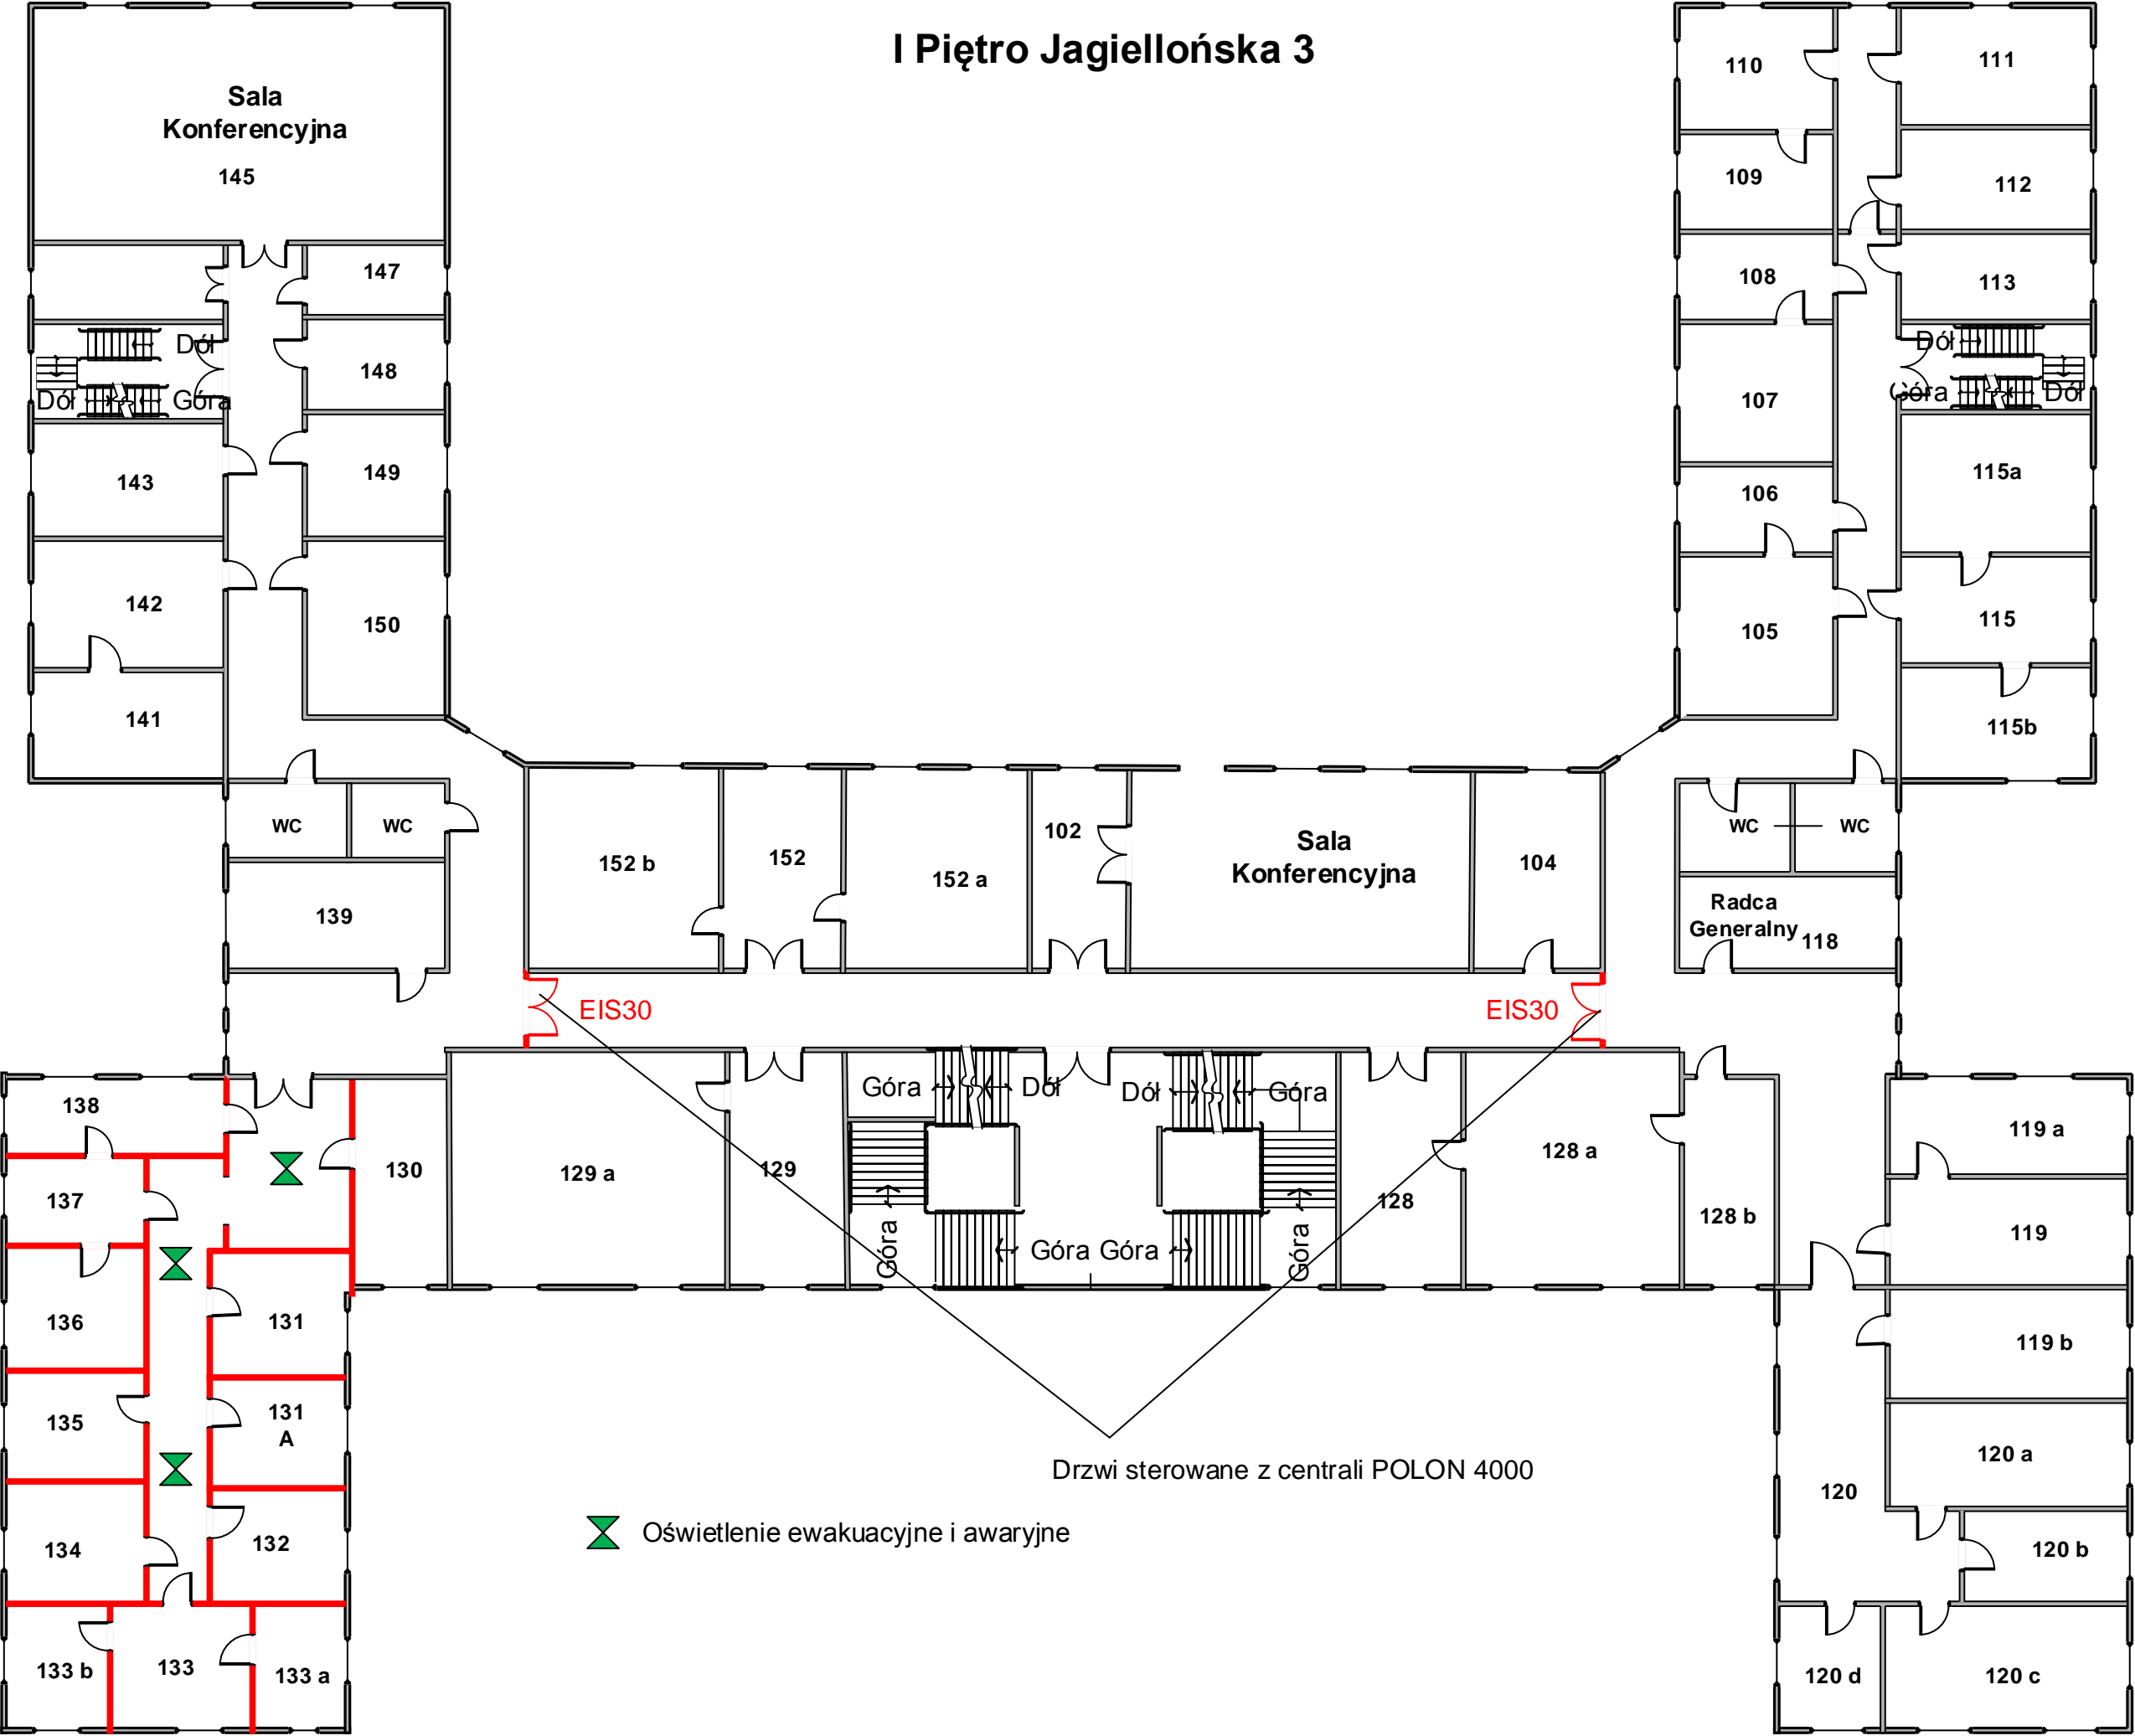 I Piętro Jagiellońska 3
Sala
Konferencyjna
145
147
148
149
150
143
142
141
Dół
Dół
Góra
WC
WC
139
110
111
109
112
108
113
107
Dół
Góra
Dół
106
115a
105
115
115b
WC
WC
Radca
Generalny
118
152 b
152
152 a
102
Sala
Konferencyjna
104
EIS30
EIS30
138
137
136
135
134
130
131
131
A
132
133 b
133
133 a
129 a
129
Góra
Dół
Dół
Góra
Góra
Góra
Góra
Góra
128
128 a
128 b
119 a
119
119 b
120 a
120
120 b
120 d
120 c
Drzwi sterowane z centrali POLON 4000
Oświetlenie ewakuacyjne i awaryjne